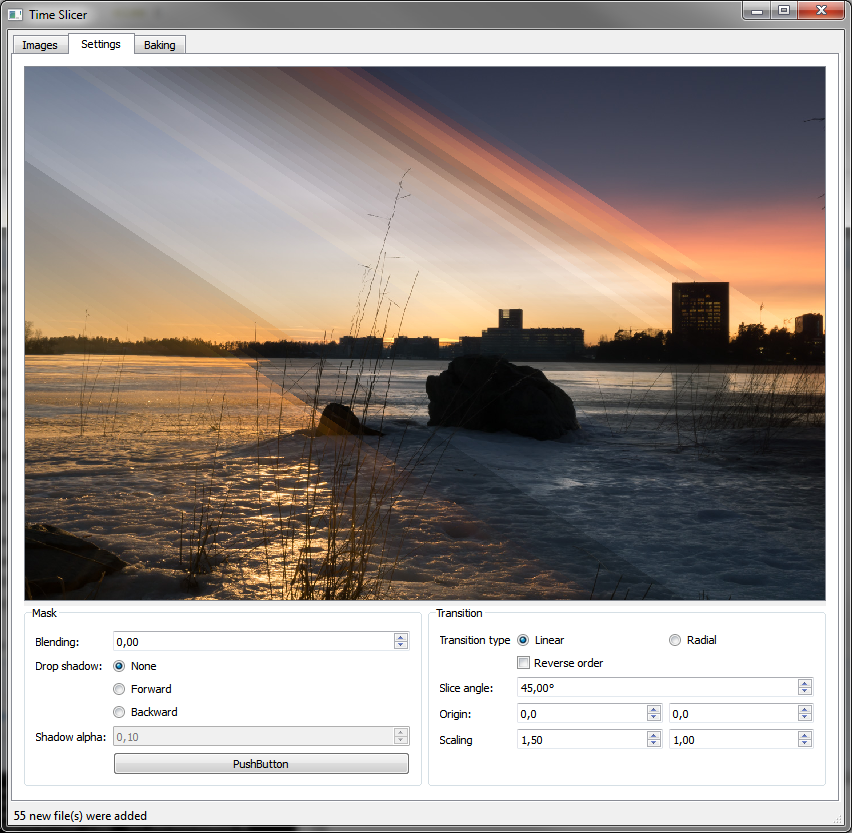 Time Slicer
Images Settings Baking
Mask
Blending: 0,00
Drop shadow: None
Forward
Backward
Shadow alpha: 0,10
PushButton
Transition
Transition type Linear Radial
Reverse order
Slice angle: 45,00°
Origin: 0,0 0,0
Scaling 1,50 1,00
55 new file(s) were added